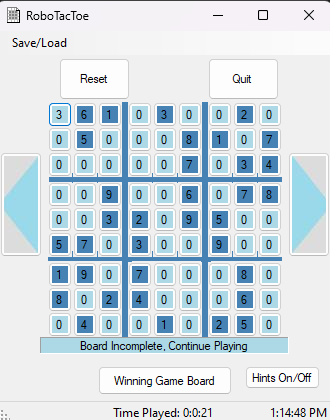 RoboTacToe
Save/Load
Reset Quit
3 6 1 0 3 0 0 2 0
0 5 0 0 0 8 1 0 7
0 0 0 0 0 7 0 3 4
0 0 9 0 0 6 0 7 8
0 0 3 2 0 9 5 0 0
5 7 0 3 0 0 9 0 0
1 9 0 7 0 0 0 8 0
8 0 2 4 0 0 0 6 0
0 4 0 0 1 0 2 5 0
Board Incomplete, Continue Playing
Winning Game Board Hints On/Off
Time Played: 0:0:21 1:14:48 PM